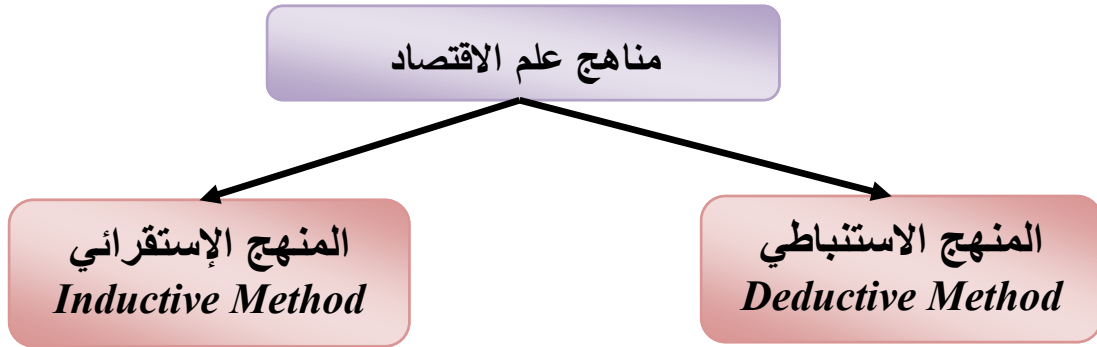 مناهج علم الاقتصاد
المنهج الاستنباطي
Deductive Method
المنهج الإستقرائي
Inductive Method